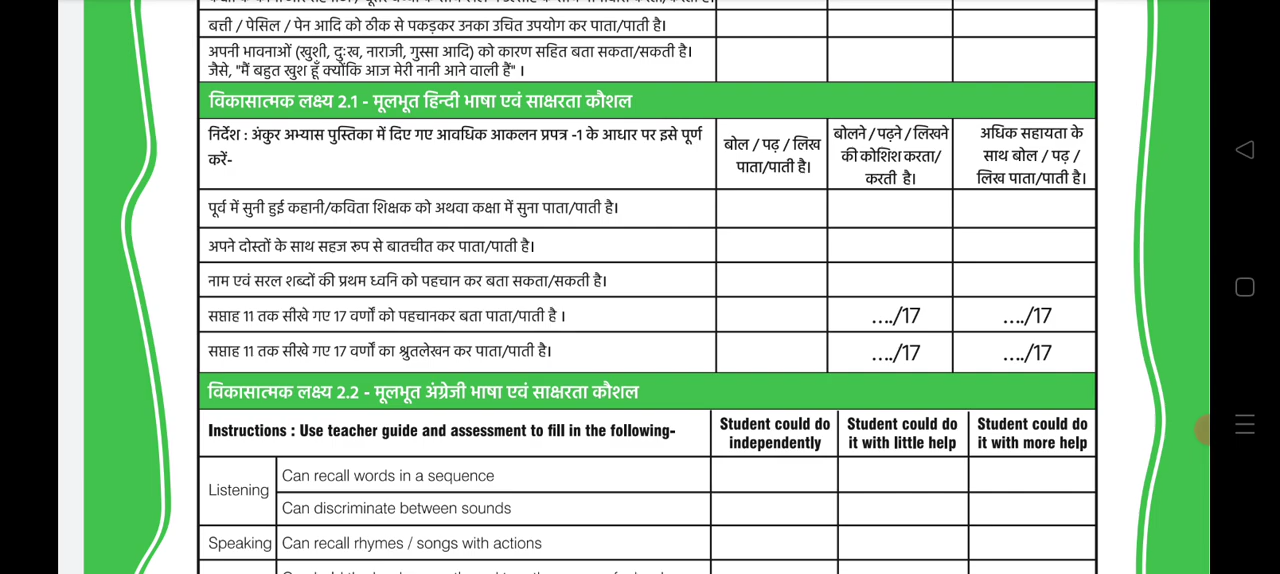 बत्ती / पेंसिल / पेन आदि को ठीक से पकड़कर उनका उचित उपयोग कर पाता/पाती है।
अपनी भावनाओं (खुशी, दुःख, नाराजी, गुस्सा आदि) को कारण सहित बता सकता/सकती है।
जैसे, "मैं बहुत खुश हूँ क्योंकि आज मेरी नानी आने वाली हैं" ।
विकासात्मक लक्ष्य 2.1 - मूलभूत हिन्दी भाषा एवं साक्षरता कौशल
निर्देश : अंकुर अभ्यास पुस्तिका में दिए गए आवधिक आकलन प्रपत्र -1 के आधार पर इसे पूर्ण
करें-
बोल / पढ़ / लिख
पाता/पाती है।
बोलने / पढ़ने / लिखने
की कोशिश करता/
करती है।
अधिक सहायता के
साथ बोल / पढ़ /
लिख पाता/पाती है।
पूर्व में सुनी हुई कहानी/कविता शिक्षक को अथवा कक्षा में सुना पाता/पाती है।
अपने दोस्तों के साथ सहज रूप से बातचीत कर पाता/पाती है।
नाम एवं सरल शब्दों की प्रथम ध्वनि को पहचान कर बता सकता/सकती है।
सप्ताह 11 तक सीखे गए 17 वर्णों को पहचानकर बता पाता/पाती है । ..../17 ..../17
सप्ताह 11 तक सीखे गए 17 वर्णों का श्रुतलेखन कर पाता/पाती है। ..../17 ..../17
विकासात्मक लक्ष्य 2.2 - मूलभूत अंग्रेजी भाषा एवं साक्षरता कौशल
Instructions : Use teacher guide and assessment to fill in the following-
Student could do
independently
Student could do
it with little help
Student could do
it with more help
Listening
Can recall words in a sequence
Can discriminate between sounds
Speaking Can recall rhymes / songs with actions